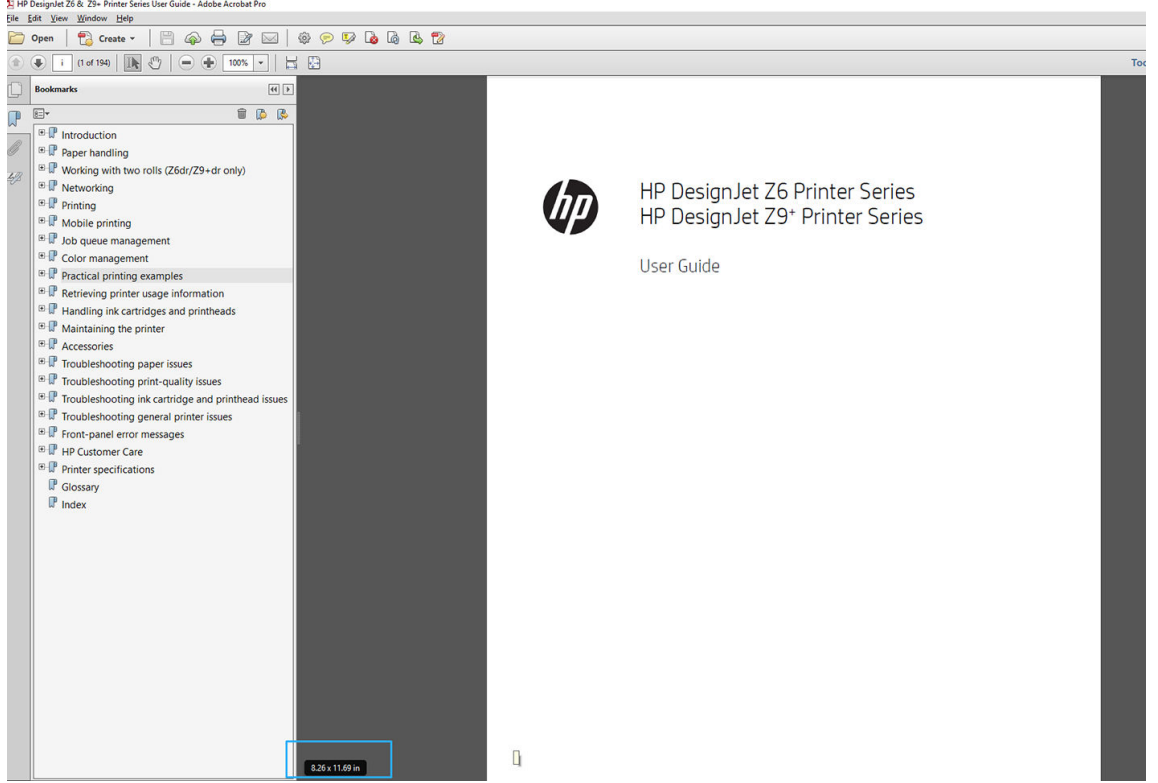 HP DesignJet Z6 & Z9+ Printer Series User Guide - Adobe Acrobat Pro
File Edit View Window Help
Open Create
i (1 of 194) 100% Too
Bookmarks
Introduction
Paper handling
Working with two rolls (Z6dr/Z9+dr only)
Networking
Printing
Mobile printing
Job queue management
Color management
Practical printing examples
Retrieving printer usage information
Handling ink cartridges and printheads
Maintaining the printer
Accessories
Troubleshooting paper issues
Troubleshooting print-quality issues
Troubleshooting ink cartridge and printhead issues
Troubleshooting general printer issues
Front-panel error messages
HP Customer Care
Printer specifications
Glossary
Index
hp
HP DesignJet Z6 Printer Series
HP DesignJet Z9+ Printer Series
User Guide
8.26 x 11.69 in